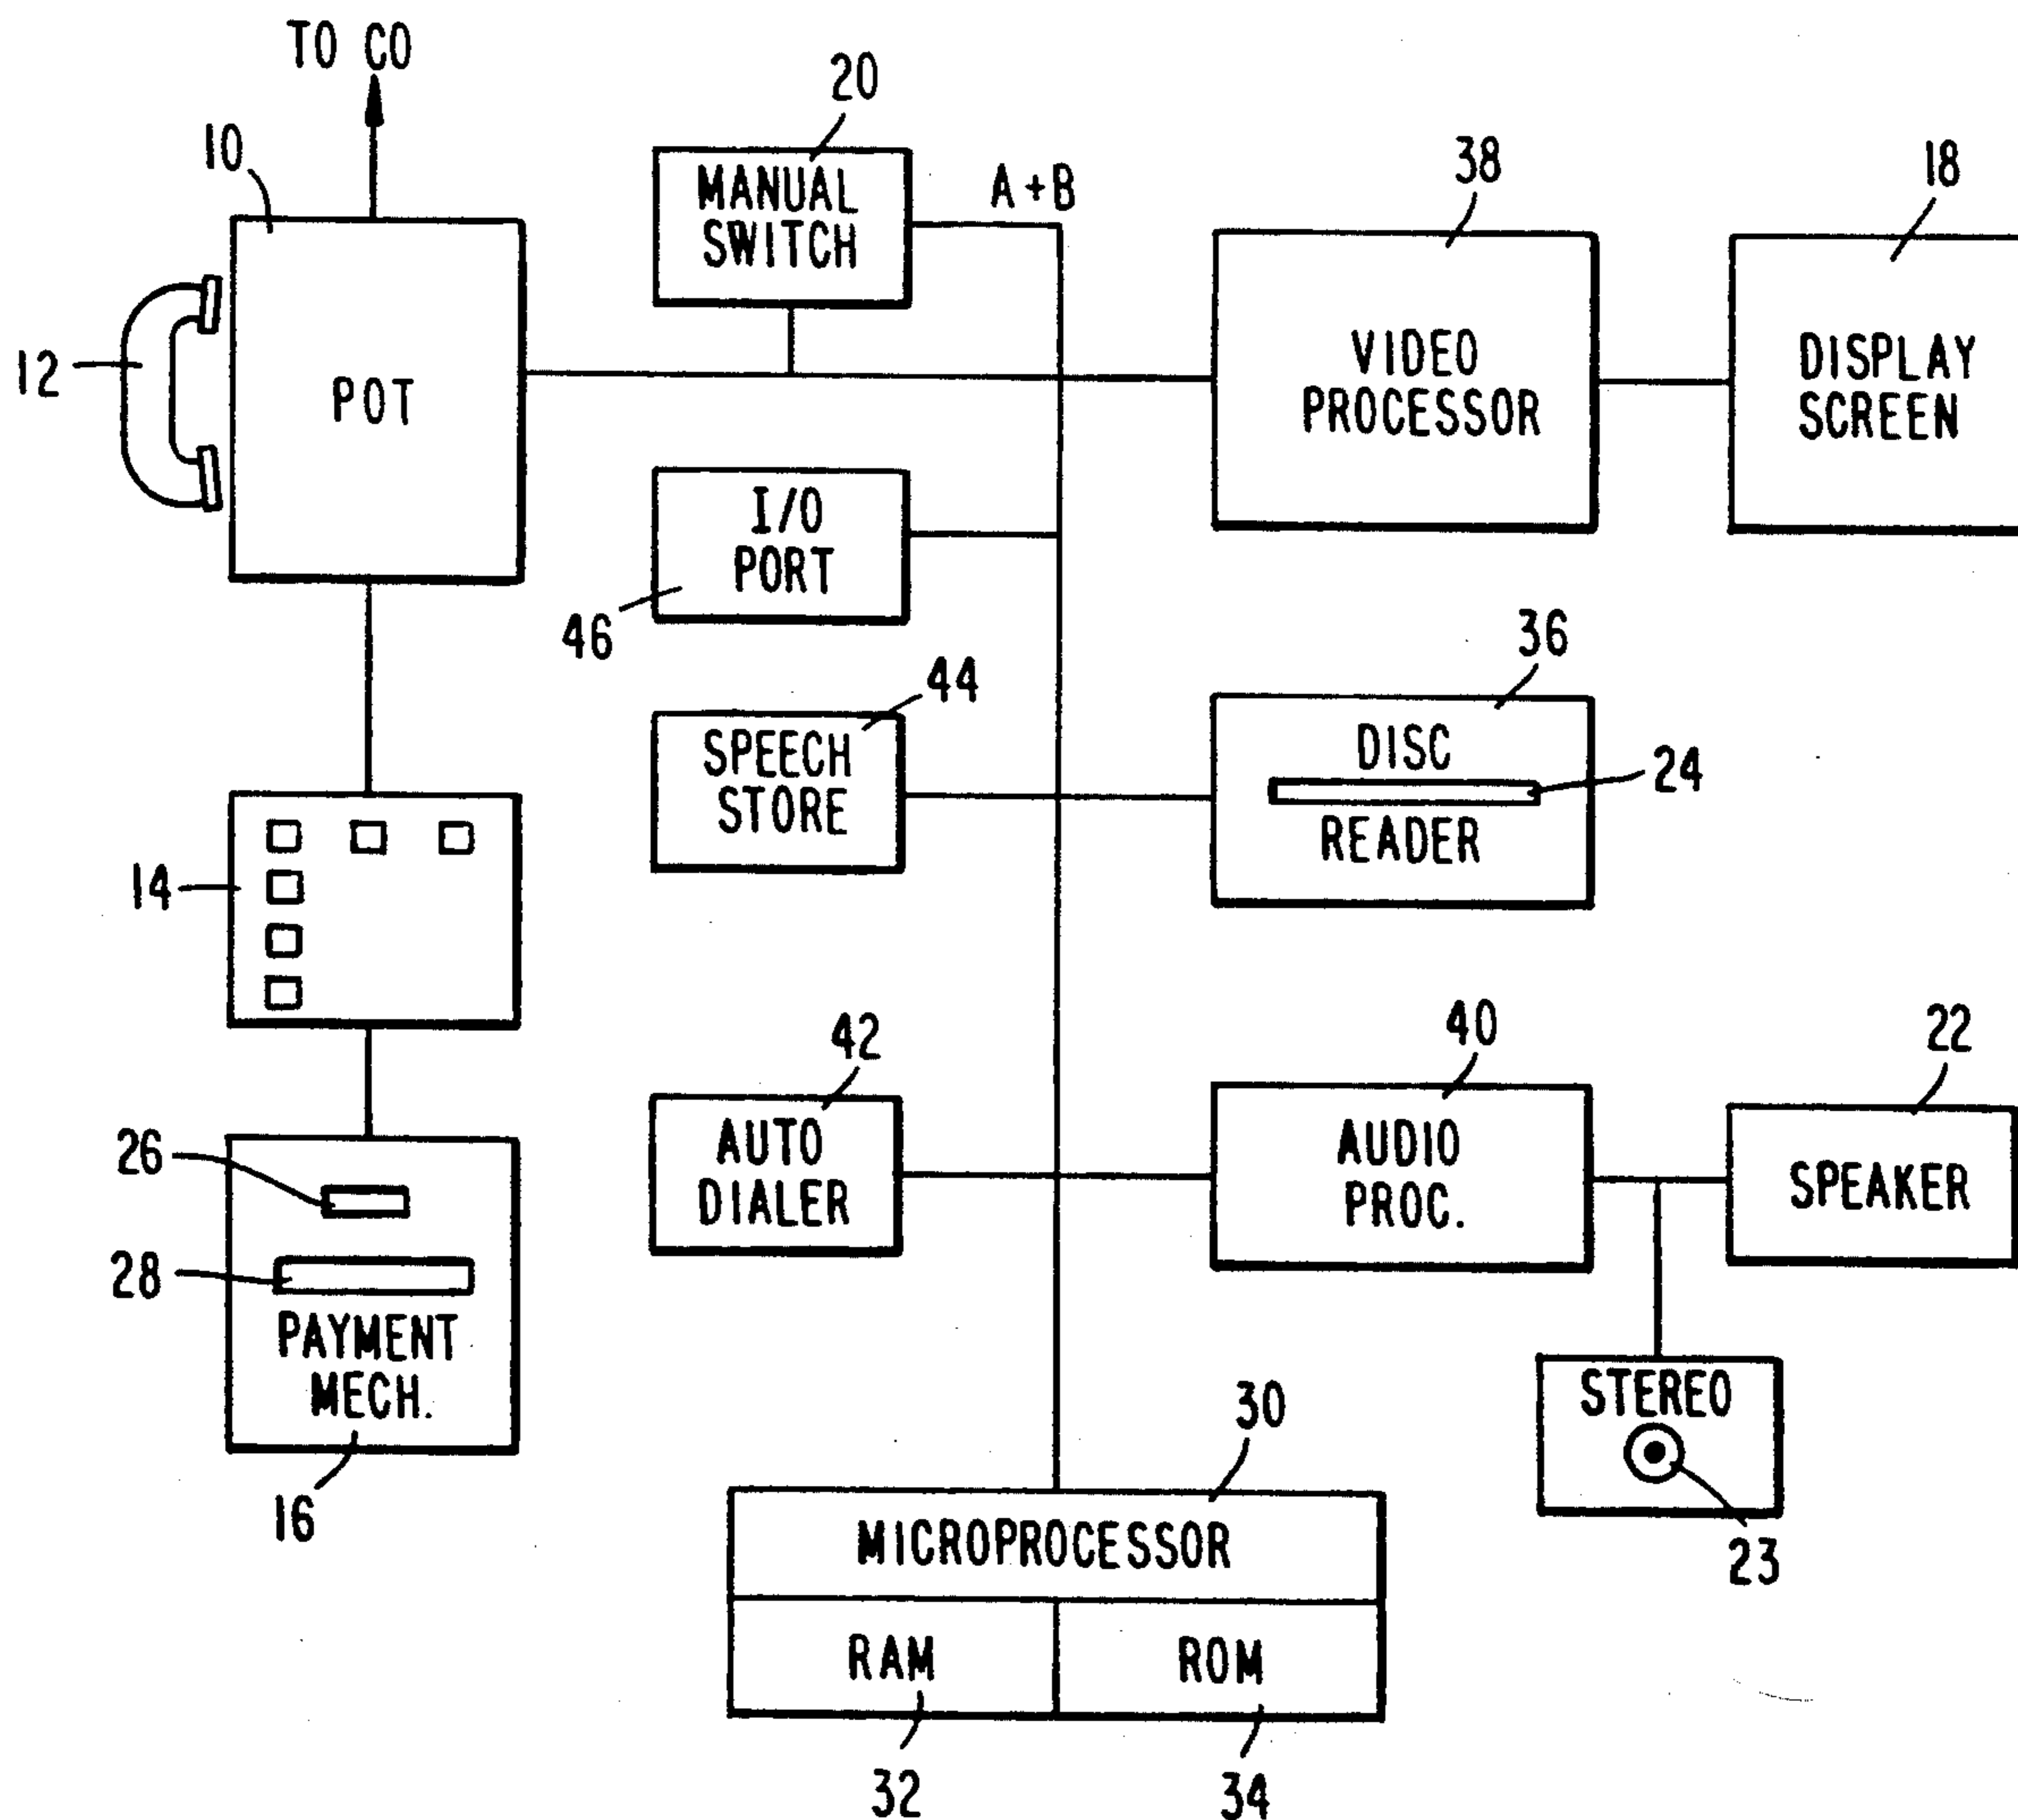 TO CO
10
12
POT
20
MANUAL
SWITCH
A+B
38
VIDEO
PROCESSOR
18
DISPLAY
SCREEN
I/O
PORT
46
44
SPEECH
STORE
36
DISC
24
READER
14
42
AUTO
DIALER
40
AUDIO
PROC.
22
SPEAKER
26
28
PAYMENT
MECH.
16
STEREO
23
30
MICROPROCESSOR
RAM
ROM
32
34